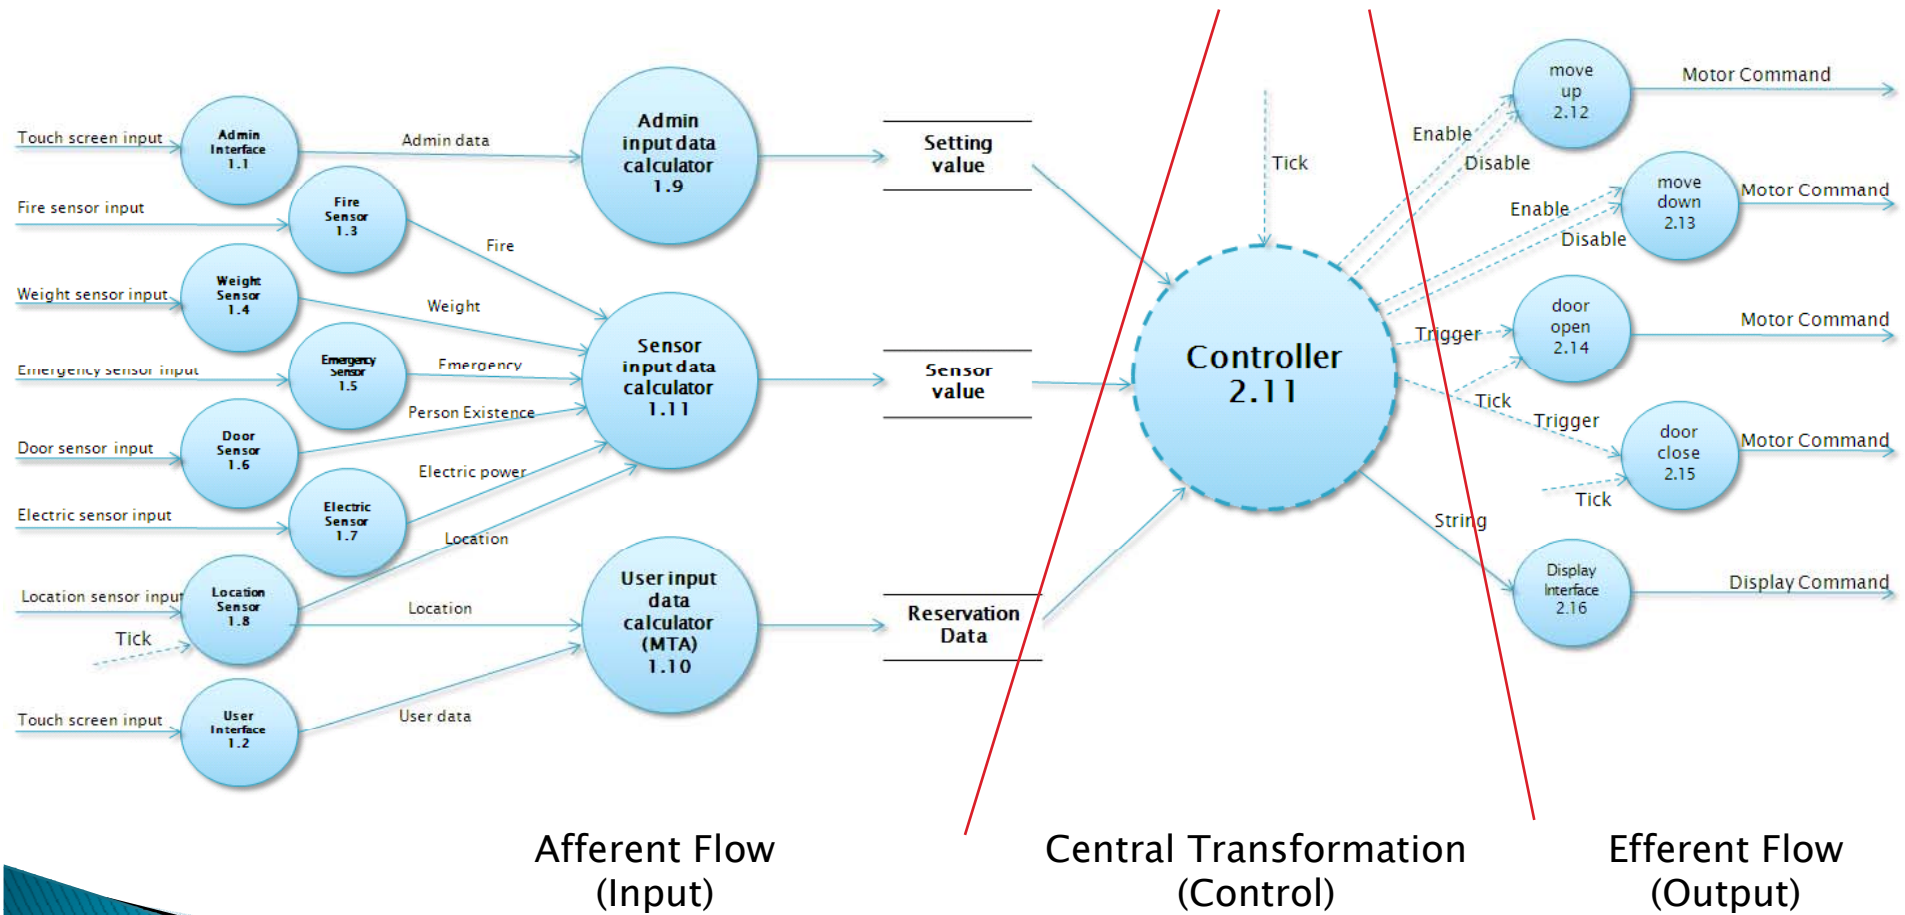 Touch screen input
Admin
Interface
1.1
Admin data
Admin
input data
calculator
1.9
Setting
value
Fire sensor input
Fire
Sensor
1.3
Fire
Weight sensor input
Weight
Sensor
1.4
Weight
Emergency sensor input
Emergency
Sensor
1.5
Emergency
Sensor
input data
calculator
1.11
Sensor
value
Door sensor input
Door
Sensor
1.6
Person Existence
Electric sensor input
Electric
Sensor
1.7
Electric power
Location sensor input
Tick
Location
Sensor
1.8
Location
Location
User input
data
calculator
(MTA)
1.10
Reservation
Data
Touch screen input
User
Interface
1.2
User data
Tick
Controller
2.11
Enable
Disable
move
up
2.12
Motor Command
Enable
Disable
move
down
2.13
Motor Command
Trigger
door
open
2.14
Motor Command
Tick
Trigger
door
close
2.15
Motor Command
Tick
String
Display
Interface
2.16
Display Command
Afferent Flow
(Input)
Central Transformation
(Control)
Efferent Flow
(Output)